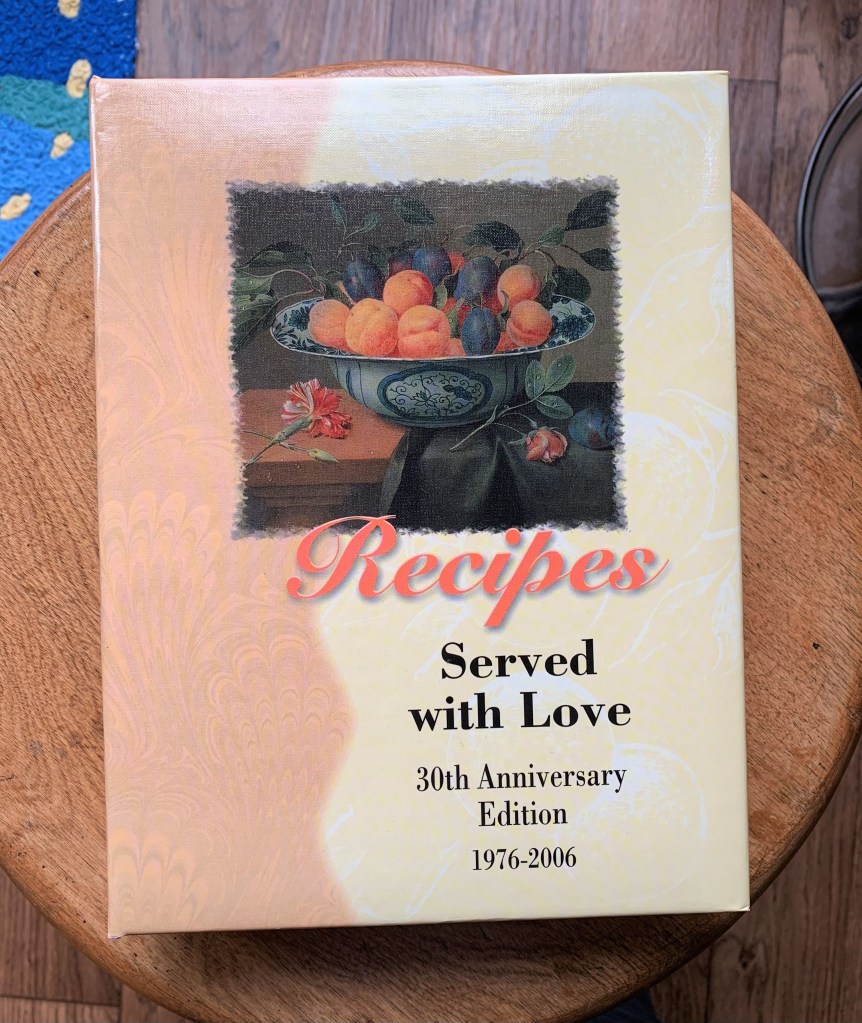 Recipes
Served
with Love
30th Anniversary
Edition
1976-2006